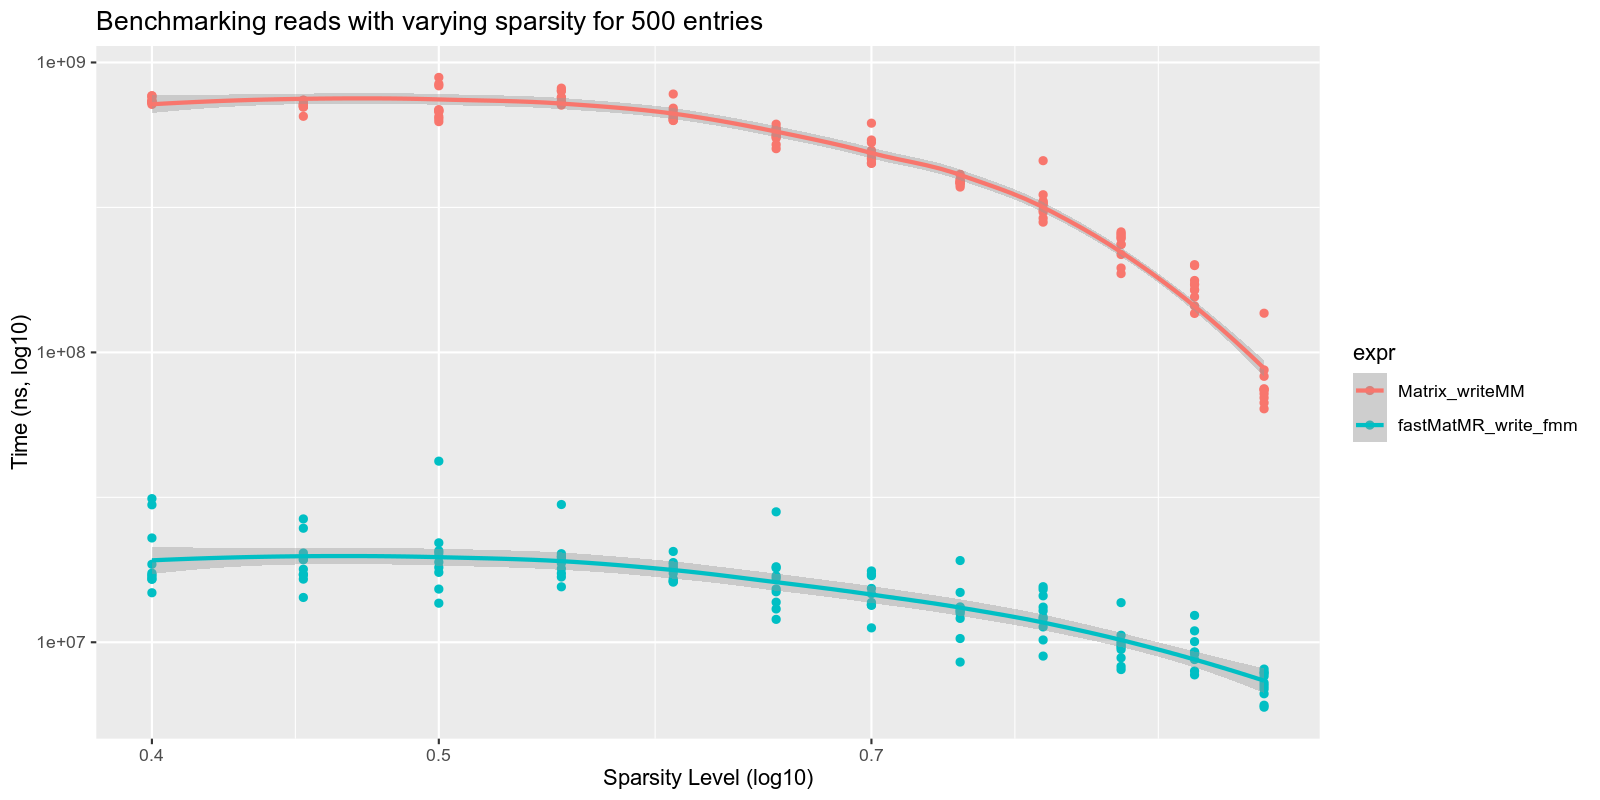 Benchmarking reads with varying sparsity for 500 entries
1e+09
1e+08
1e+07
Time (ns, log10)
0.4
0.5
0.7
Sparsity Level (log10)
expr
Matrix_writeMM
fastMatMR_write_fmm